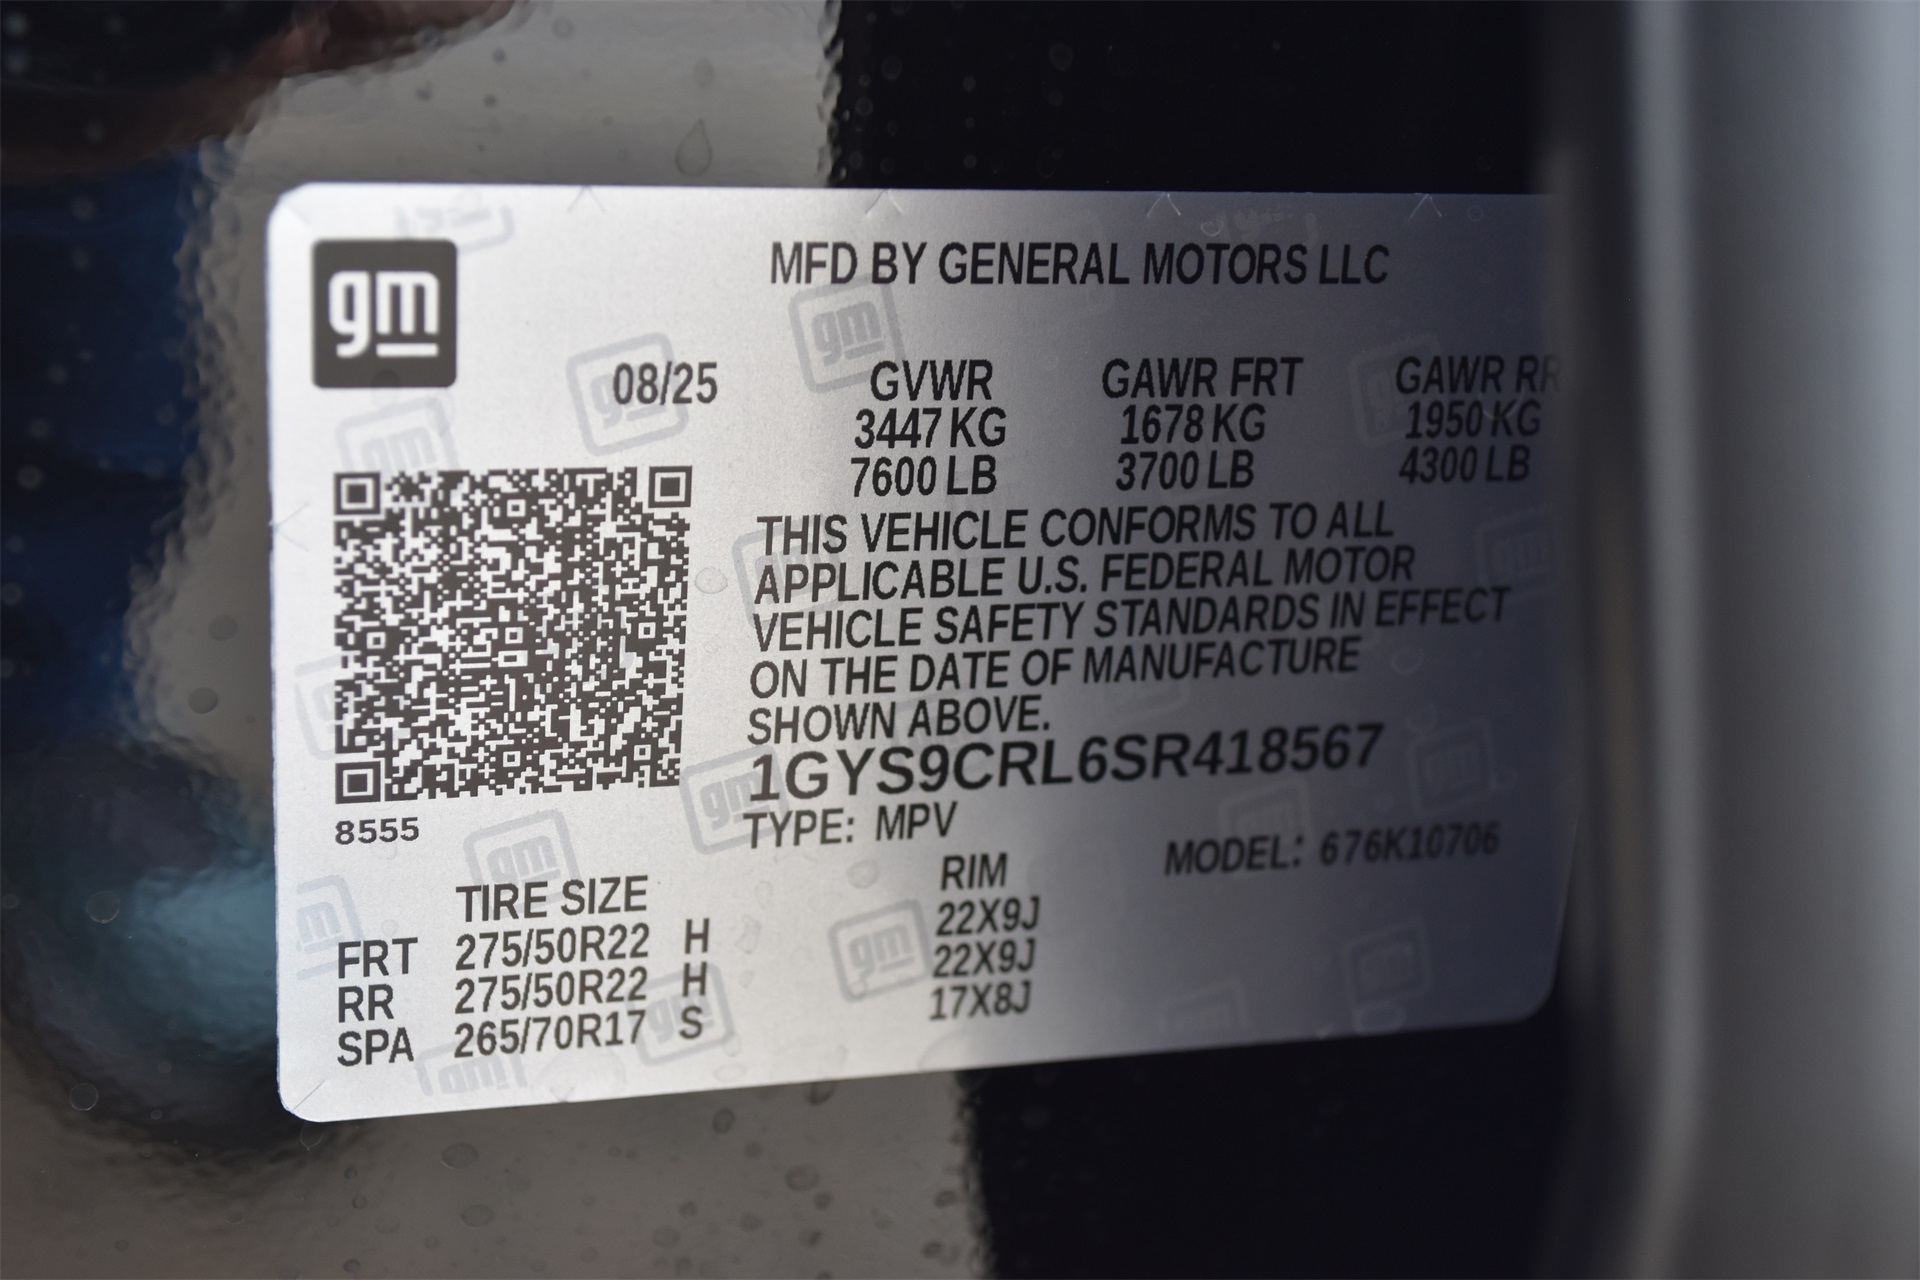 gm
MFD BY GENERAL MOTORS LLC
08/25
GVWR GAWR FRT GAWR RR
3447 KG 1678 KG 1950 KG
7600 LB 3700 LB 4300 LB
THIS VEHICLE CONFORMS TO ALL
APPLICABLE U.S. FEDERAL MOTOR
VEHICLE SAFETY STANDARDS IN EFFECT
ON THE DATE OF MANUFACTURE
SHOWN ABOVE.
1GYS9CRL6SR418567
8555
TYPE: MPV MODEL: 676K10706
TIRE SIZE RIM
FRT 275/50R22 H 22X9J
RR 275/50R22 H 22X9J
SPA 265/70R17 S 17X8J